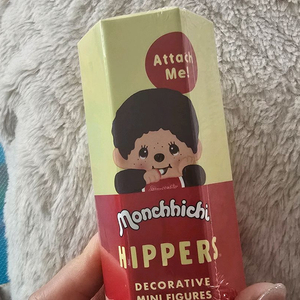 Attach
Me!
Monchhichi
HIPPERS
DECORATIVE
MINI FIGURES